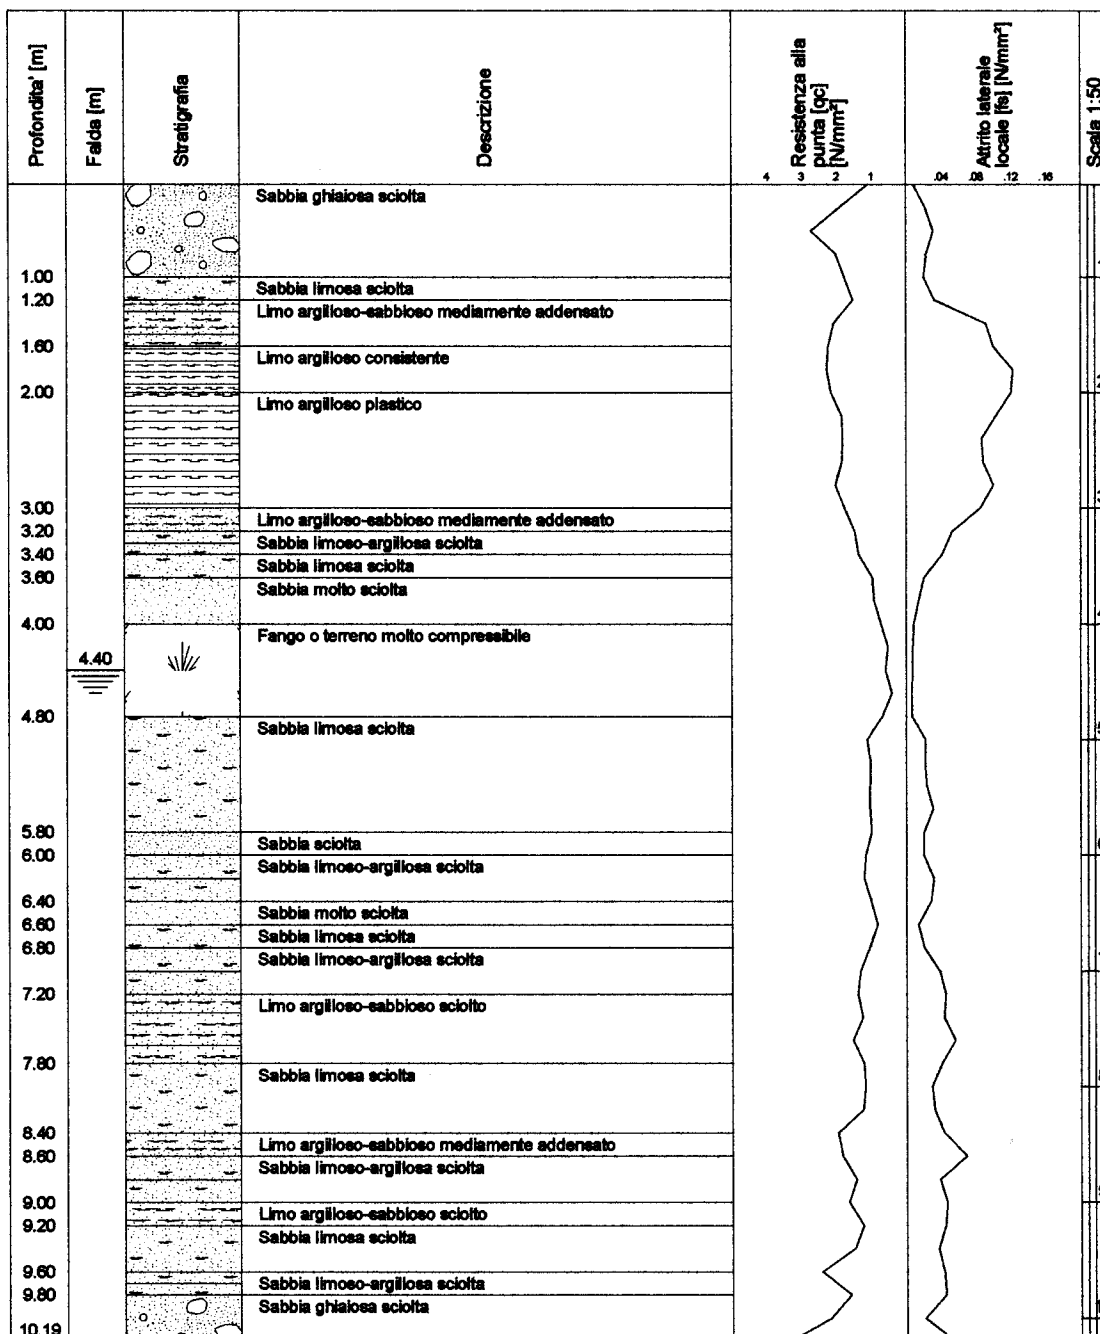 Profondita' [m]
Falda [m]
Stratigrafia
Descrizione
Resistenza alla
punta [qc]
[N/mm²]
Attrito laterale
locale [fs] [N/mm²]
Scala 1:50
4 3 2 1
.04 .08 .12 .16
Sabbia ghiaiosa sciolta
1.00
Sabbia limosa sciolta
1.20
Limo argilloso-sabbioso mediamente addensato
1.60
Limo argilloso consistente
2.00
Limo argilloso plastico
3.00
Limo argilloso-sabbioso mediamente addensato
3.20
Sabbia limoso-argillosa sciolta
3.40
Sabbia limosa sciolta
3.60
Sabbia molto sciolta
4.00
Fango o terreno molto compressibile
4.40
4.80
Sabbia limosa sciolta
5.80
Sabbia sciolta
6.00
Sabbia limoso-argillosa sciolta
6.40
Sabbia molto sciolta
6.60
Sabbia limosa sciolta
6.80
Sabbia limoso-argillosa sciolta
7.20
Limo argilloso-sabbioso sciolto
7.80
Sabbia limosa sciolta
8.40
Limo argilloso-sabbioso mediamente addensato
8.60
Sabbia limoso-argillosa sciolta
9.00
Limo argilloso-sabbioso sciolto
9.20
Sabbia limosa sciolta
9.60
Sabbia limoso-argillosa sciolta
9.80
Sabbia ghiaiosa sciolta
10.19